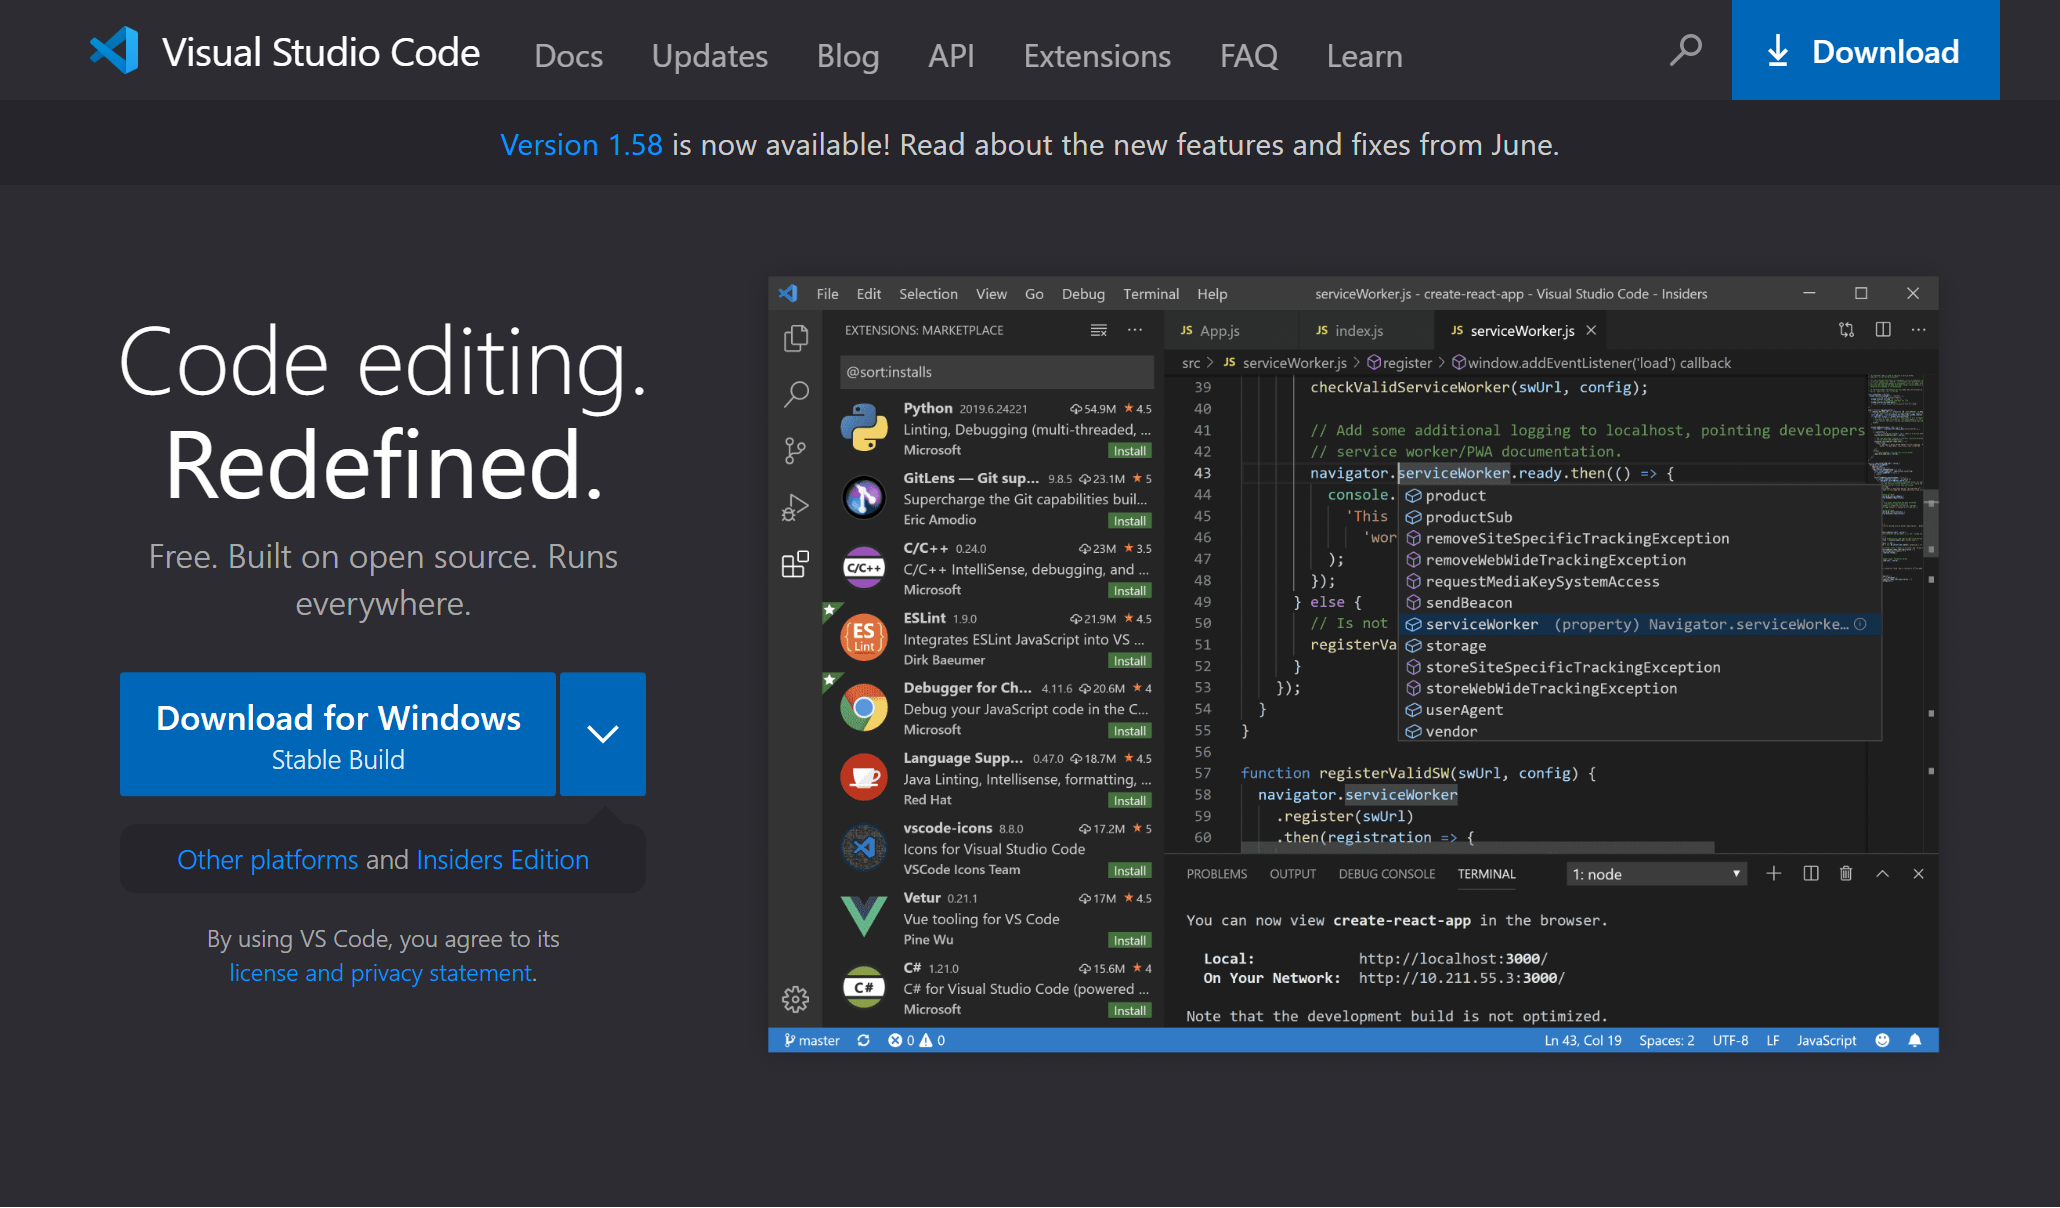 Visual Studio Code Docs Updates Blog API Extensions FAQ Learn Download
Version 1.58 is now available! Read about the new features and fixes from June.
Code editing.
Redefined.
Free. Built on open source. Runs
everywhere.
Download for Windows
Stable Build
Other platforms and Insiders Edition
By using VS Code, you agree to its
license and privacy statement.
File Edit Selection View Go Debug Terminal Help serviceWorker.js - create-react-app - Visual Studio Code - Insiders
EXTENSIONS: MARKETPLACE
@sort:installs
Python 2019.6.24221 54.9M ★ 4.5
Linting, Debugging (multi-threaded, ...
Microsoft Install
GitLens — Git sup... 9.8.5 23.1M ★ 5
Supercharge the Git capabilities buil...
Eric Amodio Install
C/C++
C/C++ 0.24.0 23M ★ 3.5
C/C++ IntelliSense, debugging, and ...
Microsoft Install
ES
Lint
ESLint 1.9.0 21.9M ★ 4.5
Integrates ESLint JavaScript into VS ...
Dirk Baeumer Install
Debugger for Ch... 4.11.6 20.6M ★ 4
Debug your JavaScript code in the C...
Microsoft Install
Language Supp... 0.47.0 18.7M ★ 4.5
Java Linting, Intellisense, formatting, ...
Red Hat Install
vscode-icons 8.8.0 17.2M ★ 5
Icons for Visual Studio Code
VSCode Icons Team Install
Vetur 0.21.1 17M ★ 4.5
Vue tooling for VS Code
Pine Wu Install
C#
C# 1.21.0 15.6M ★ 4
C# for Visual Studio Code (powered ...
Microsoft Install
JS App.js JS index.js JS serviceWorker.js
src > JS serviceWorker.js > register > window.addEventListener('load') callback
39 checkValidServiceWorker(swUrl, config);
40
41 // Add some additional logging to localhost, pointing developers
42 // service worker/PWA documentation.
43 navigator.serviceWorker.ready.then(() => {
44 console.
45 'This
46 'wor
47 );
48 });
49 } else {
50 // Is not
51 registerVa
52 }
53 });
54 }
55 }
56
57 function registerValidSW(swUrl, config) {
58 navigator.serviceWorker
59 .register(swUrl)
60 .then(registration => {
product
productSub
removeSiteSpecificTrackingException
removeWebWideTrackingException
requestMediaKeySystemAccess
sendBeacon
serviceWorker (property) Navigator.serviceWorke...
storage
storeSiteSpecificTrackingException
storeWebWideTrackingException
userAgent
vendor
PROBLEMS OUTPUT DEBUG CONSOLE TERMINAL 1: node
You can now view create-react-app in the browser.
Local: http://localhost:3000/
On Your Network: http://10.211.55.3:3000/
Note that the development build is not optimized.
master 0 0 Ln 43, Col 19 Spaces: 2 UTF-8 LF JavaScript